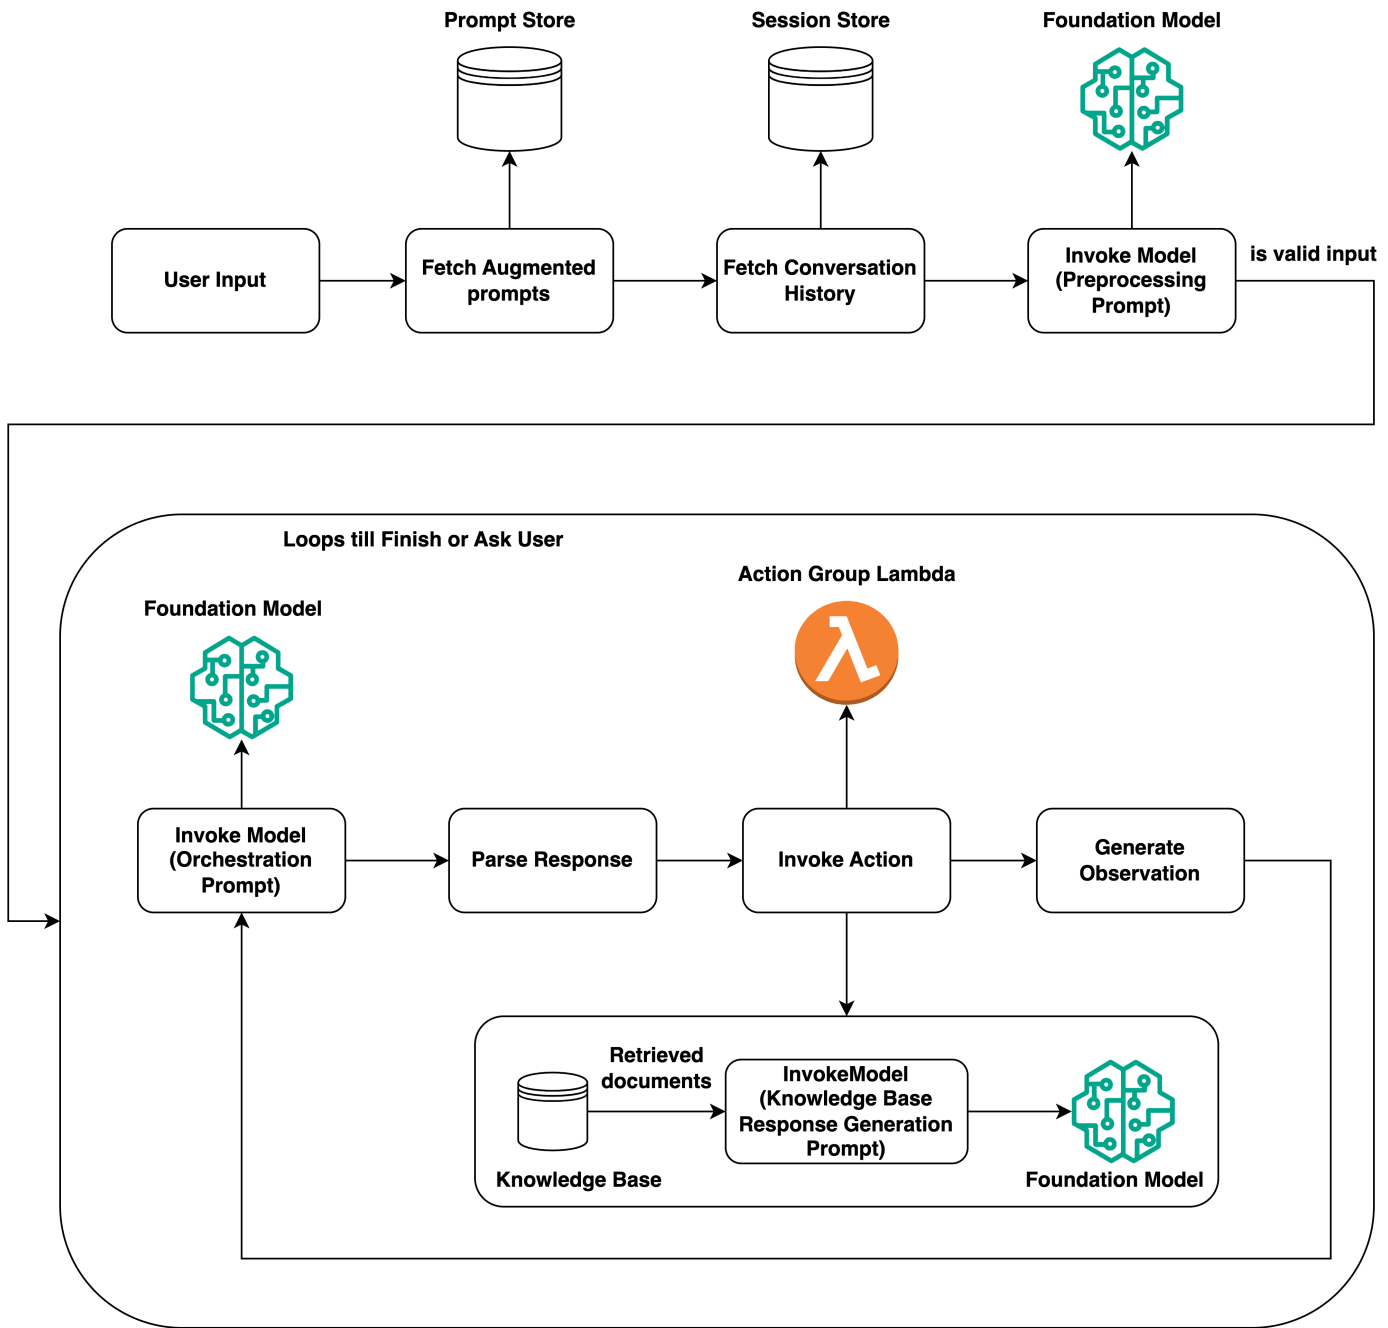 Prompt Store
Session Store
Foundation Model
User Input
Fetch Augmented
prompts
Fetch Conversation
History
Invoke Model
(Preprocessing
Prompt)
is valid input
Loops till Finish or Ask User
Foundation Model
Action Group Lambda
Invoke Model
(Orchestration
Prompt)
Parse Response
Invoke Action
Generate
Observation
Retrieved
documents
InvokeModel
(Knowledge Base
Response Generation
Prompt)
Knowledge Base
Foundation Model